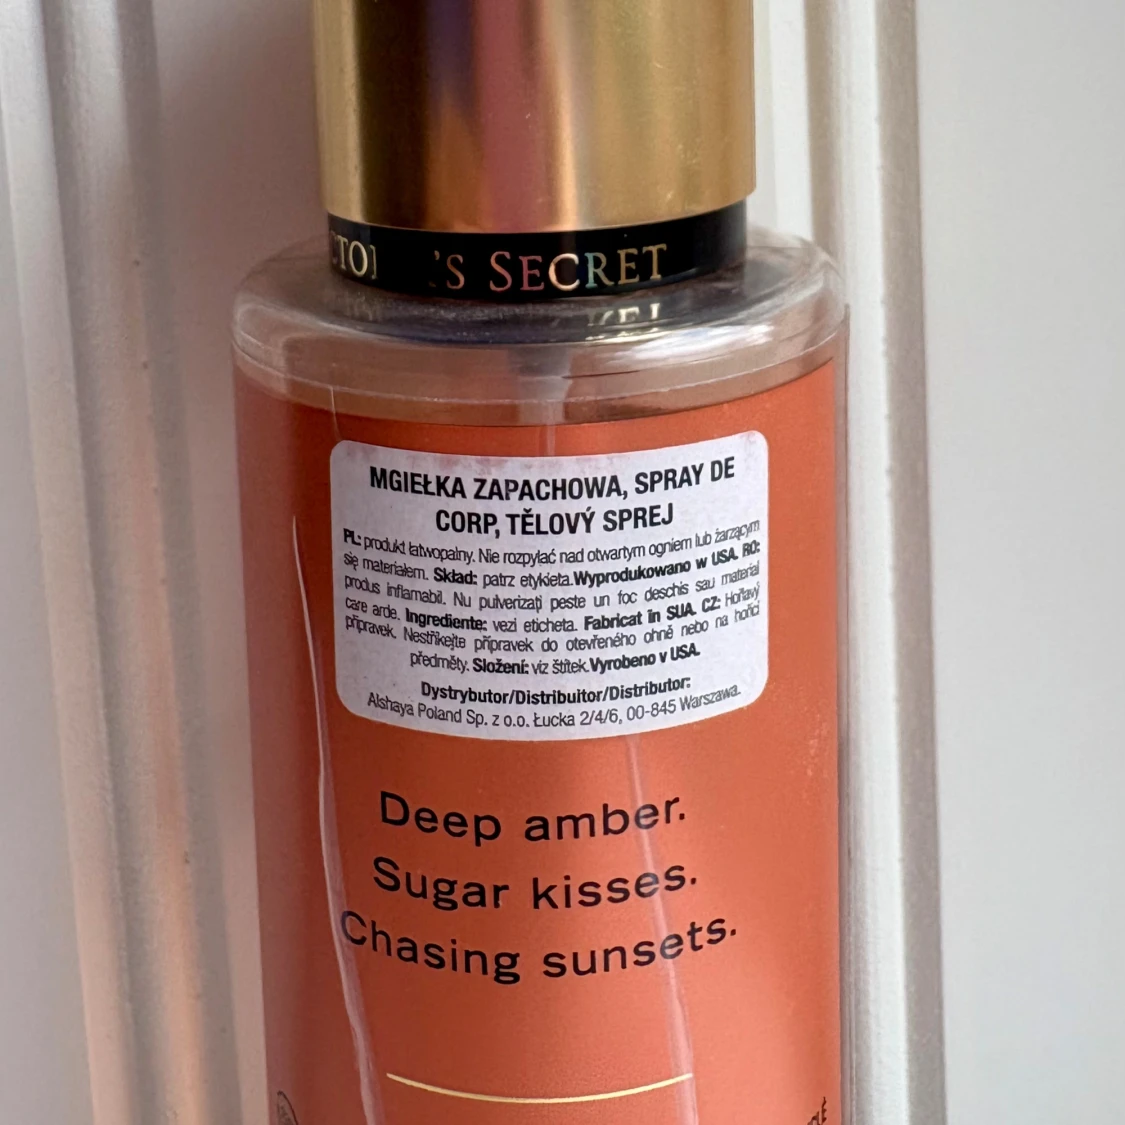 'S SECRET
MGIEŁKA ZAPACHOWA, SPRAY DE
CORP, TĚLOVÝ SPREJ
PL: produkt łatwopalny. Nie rozpylać nad otwartym ogniem lub żarzącym
się materiałem. Skład: patrz etykieta.Wyprodukowano w USA. RO:
produs inflamabil. Nu pulverizați peste un foc deschis sau material
care arde. Ingrediente: vezi eticheta. Fabricat în SUA. CZ: Hořlavý
přípravek. Nestříkejte přípravek do otevřeného ohně nebo na hořící
předměty. Složení: viz štítek.Vyrobeno v USA.
Dystrybutor/Distribuitor/Distributor:
Alshaya Poland Sp. z o.o. Łucka 2/4/6, 00-845 Warszawa.
Deep amber.
Sugar kisses.
Chasing sunsets.